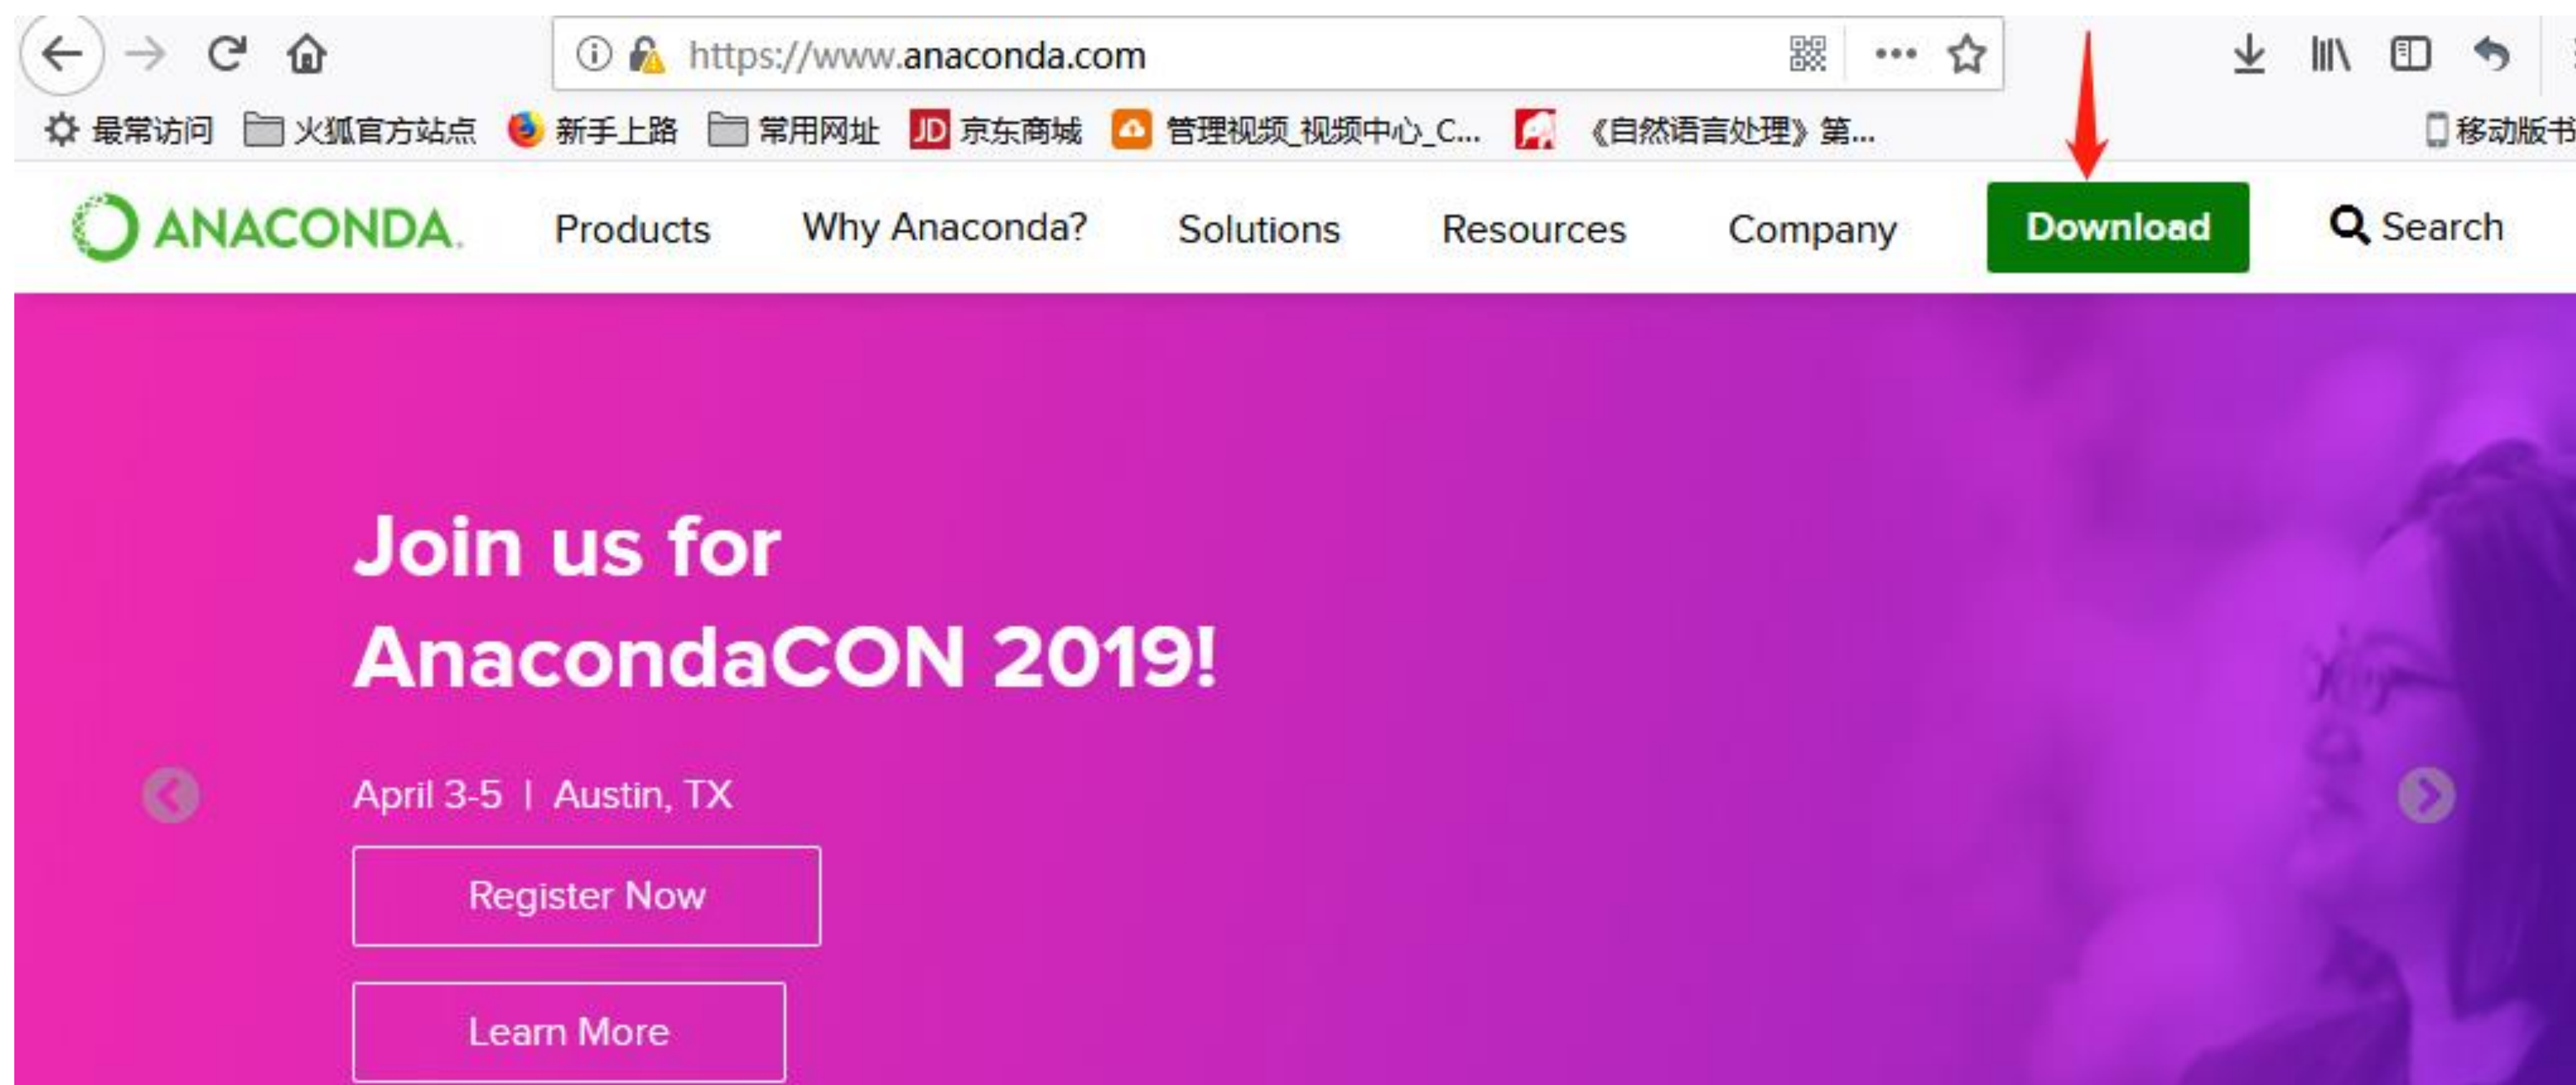 https://www.anaconda.com
最常访问 火狐官方站点 新手上路 常用网址 JD 京东商城 管理视频_视频中心_C... 《自然语言处理》第... 移动版书
ANACONDA. Products Why Anaconda? Solutions Resources Company Download Search
Join us for
AnacondaCON 2019!
April 3-5 | Austin, TX
Register Now
Learn More